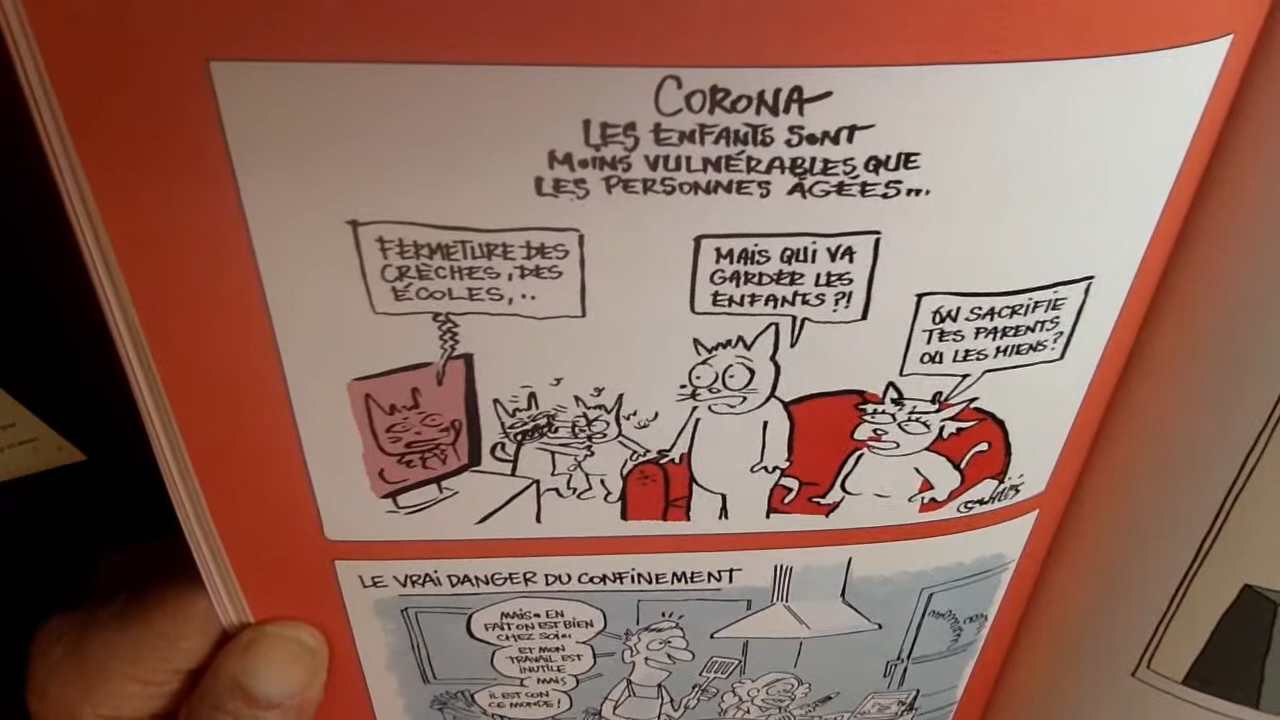 CORONA
LES ENFANTS SONT
MOINS VULNÉRABLES QUE
LES PERSONNES ÂGÉES...
FERMETURE DES
CRÈCHES, DES
ÉCOLES,..
MAIS QUI VA
GARDER LES
ENFANTS ?!
ON SACRIFIE
TES PARENTS
OU LES MIENS?
LE VRAI DANGER DU CONFINEMENT
MAIS EN
FAIT ON EST BIEN
CHEZ SOI...
ET MON
TRAVAIL EST
INUTILE
MAIS
IL EST CON
CE MONDE !